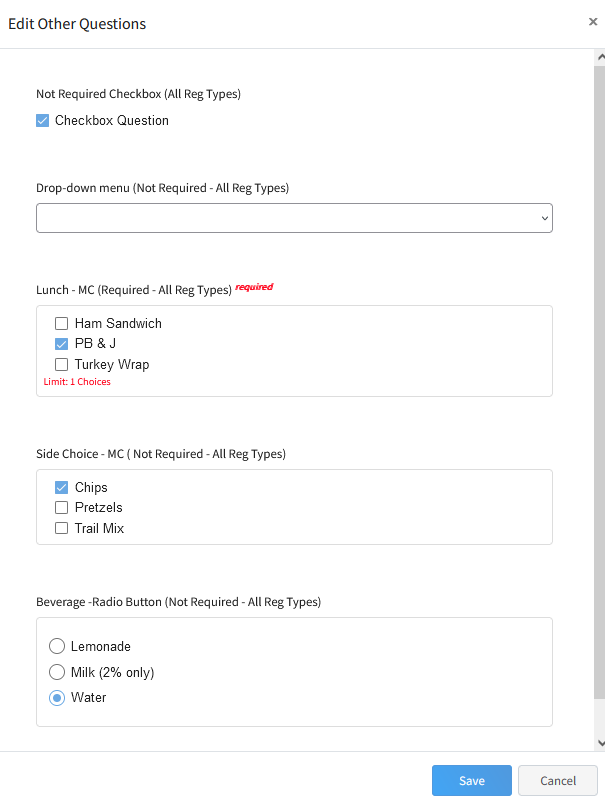 Edit Other Questions
×
Not Required Checkbox (All Reg Types)
Checkbox Question
Drop-down menu (Not Required - All Reg Types)
Lunch - MC (Required - All Reg Types) required
Ham Sandwich
PB & J
Turkey Wrap
Limit: 1 Choices
Side Choice - MC ( Not Required - All Reg Types)
Chips
Pretzels
Trail Mix
Beverage -Radio Button (Not Required - All Reg Types)
Lemonade
Milk (2% only)
Water
Save Cancel